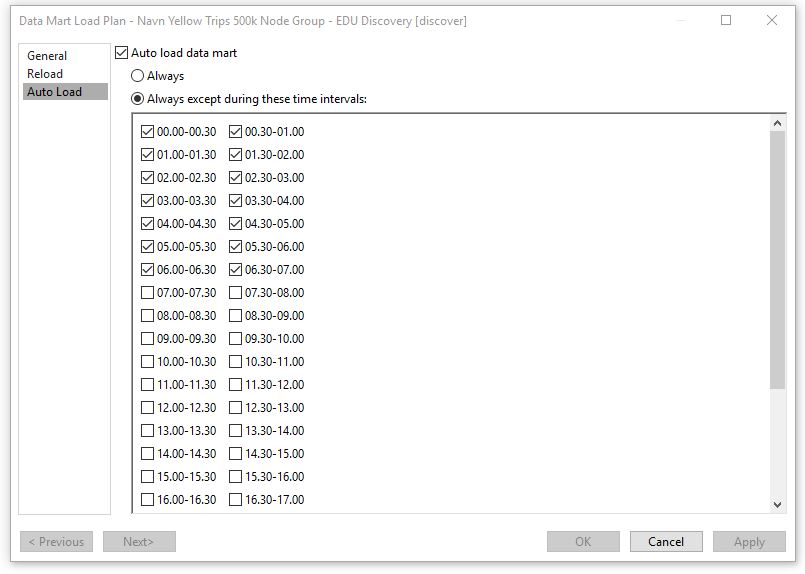 Data Mart Load Plan - Navn Yellow Trips 500k Node Group - EDU Discovery [discover]
General
Reload
Auto Load
Auto load data mart
Always
Always except during these time intervals:
00.00-00.30 00.30-01.00
01.00-01.30 01.30-02.00
02.00-02.30 02.30-03.00
03.00-03.30 03.30-04.00
04.00-04.30 04.30-05.00
05.00-05.30 05.30-06.00
06.00-06.30 06.30-07.00
07.00-07.30 07.30-08.00
08.00-08.30 08.30-09.00
09.00-09.30 09.30-10.00
10.00-10.30 10.30-11.00
11.00-11.30 11.30-12.00
12.00-12.30 12.30-13.00
13.00-13.30 13.30-14.00
14.00-14.30 14.30-15.00
15.00-15.30 15.30-16.00
16.00-16.30 16.30-17.00
< Previous Next> OK Cancel Apply